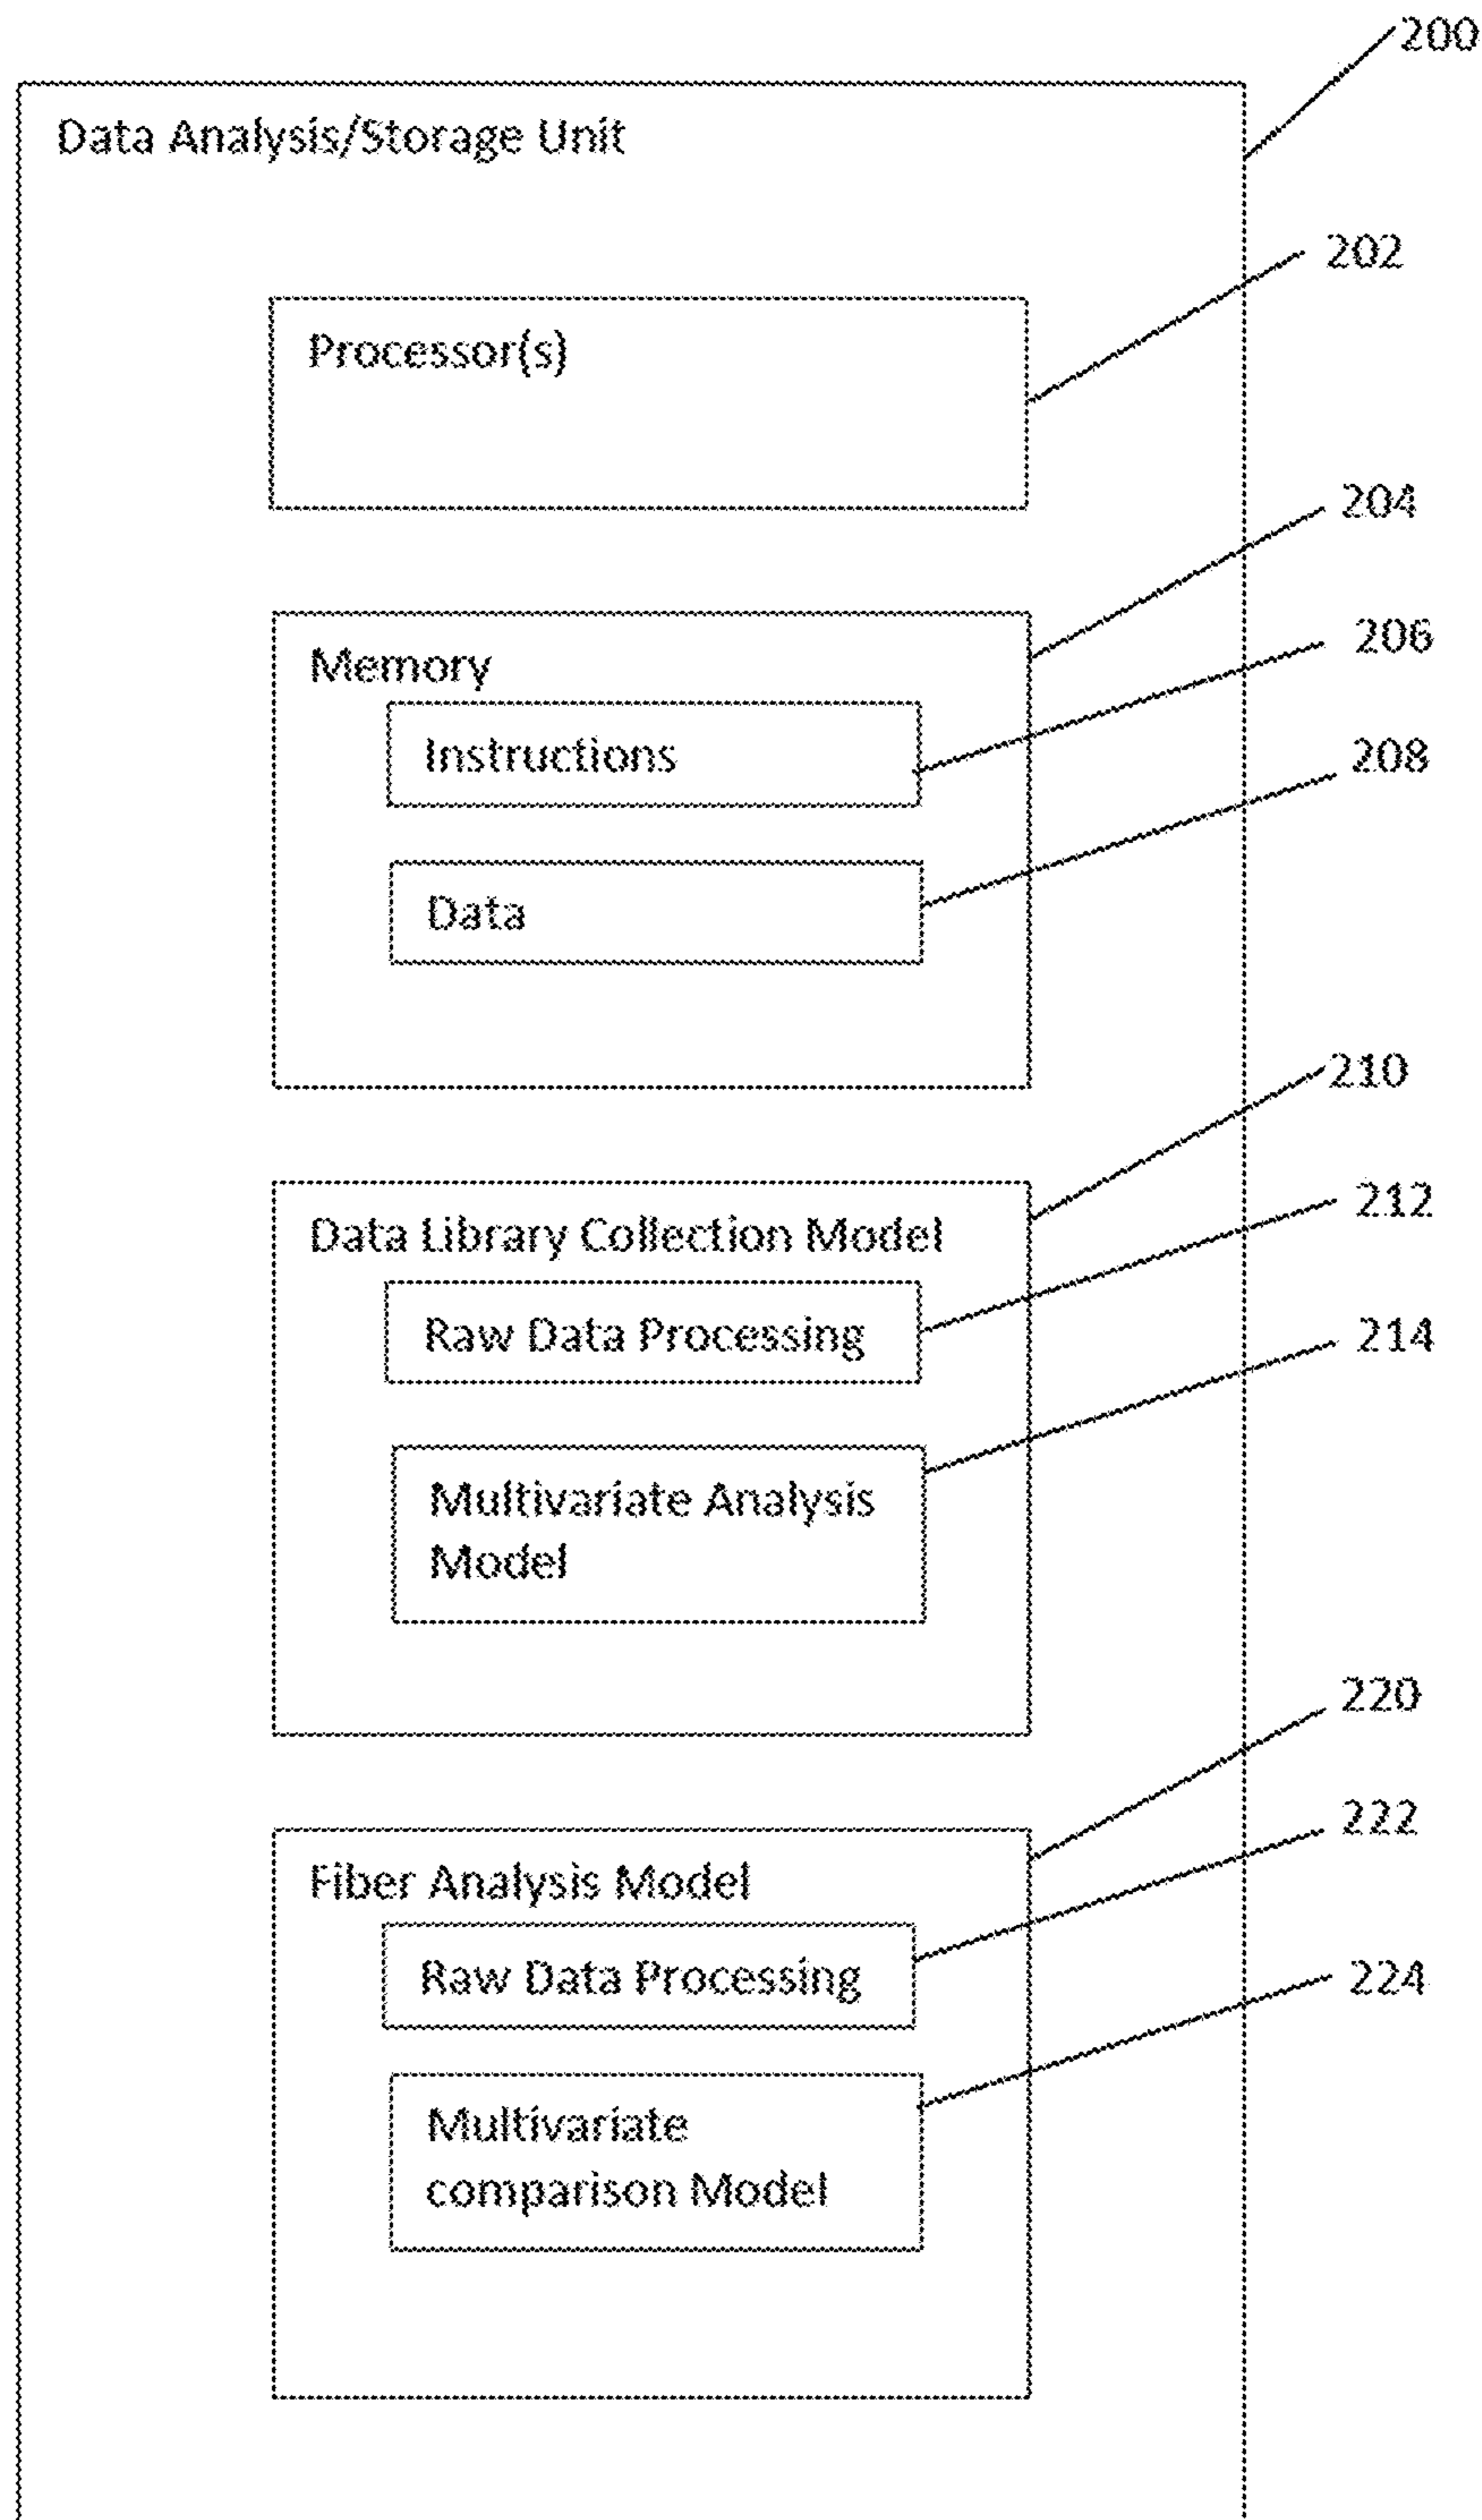 200
Data Analysis/Storage Unit
202
Processor(s)
204
Memory
206
Instructions
208
Data
210
Data Library Collection Model
212
Raw Data Processing
214
Multivariate Analysis
Model
220
Fiber Analysis Model
222
Raw Data Processing
224
Multivariate
comparison Model